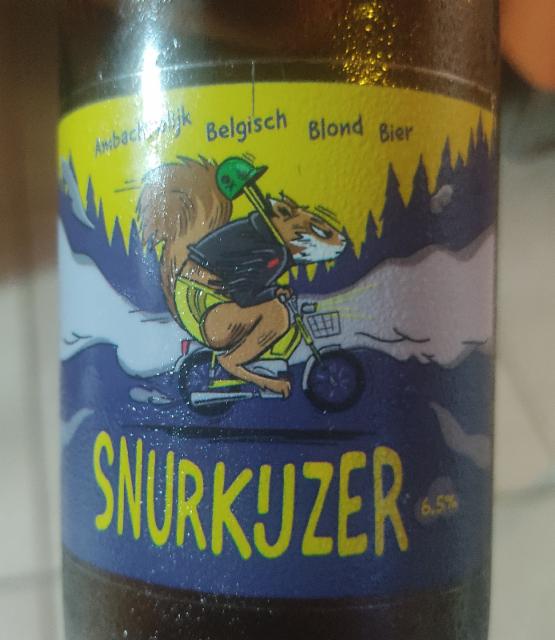 Ambachtelijk Belgisch Blond Bier
SNURKIJZER
6.5%